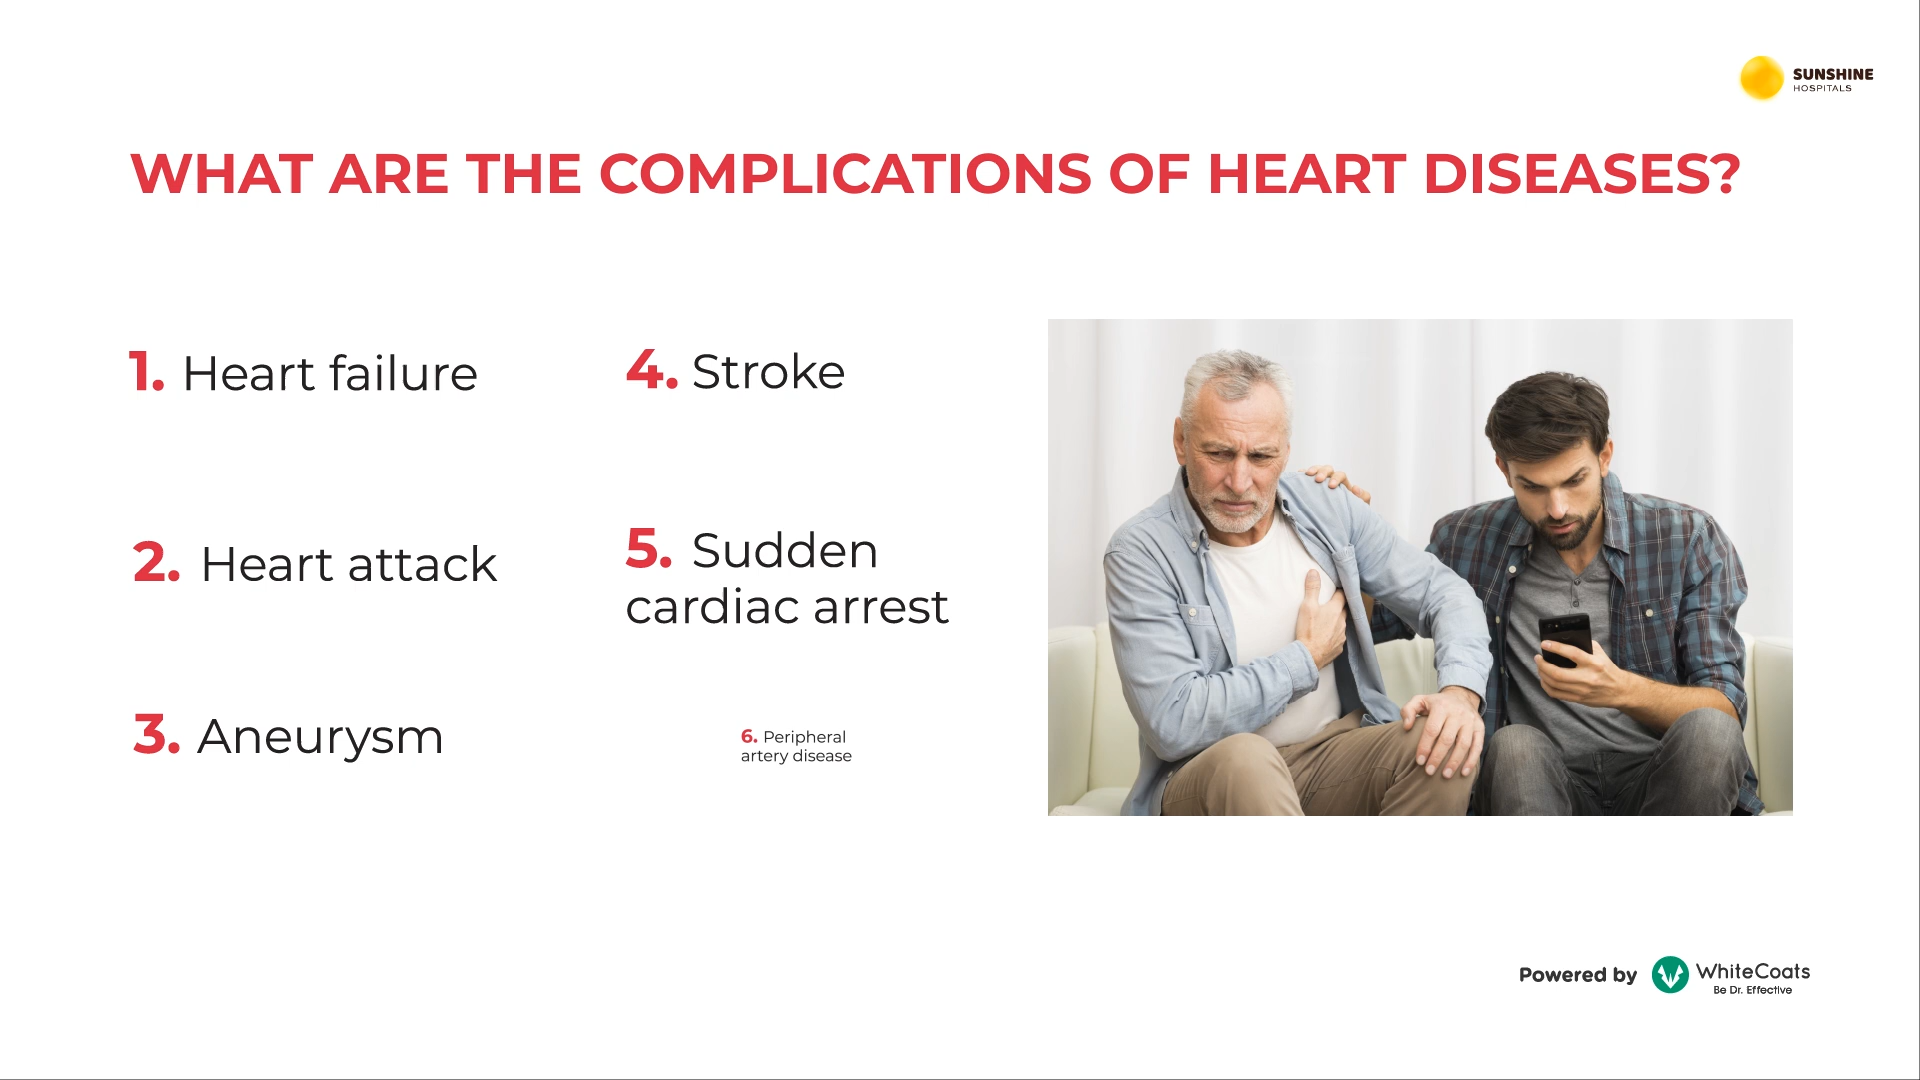 SUNSHINE
HOSPITALS
WHAT ARE THE COMPLICATIONS OF HEART DISEASES?
1. Heart failure
2. Heart attack
3. Aneurysm
4. Stroke
5. Sudden
cardiac arrest
6. Peripheral
artery disease
Powered by
WhiteCoats
Be Dr. Effective